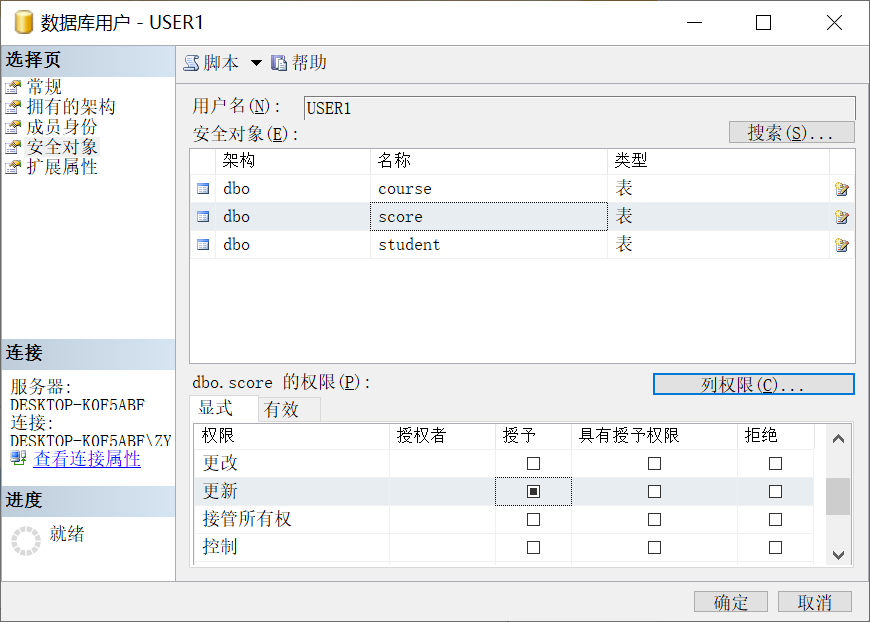 数据库用户 - USER1
选择页
常规
拥有的架构
成员身份
安全对象
扩展属性
连接
服务器:
DESKTOP-K0F5ABF
连接:
DESKTOP-K0F5ABF\ZY
查看连接属性
进度
就绪
脚本 帮助
用户名(N): USER1
安全对象(E): 搜索(S)...
架构 名称 类型
dbo course 表
dbo score 表
dbo student 表
dbo.score 的权限(P): 列权限(C)...
显式 有效
权限 授权者 授予 具有授予权限 拒绝
更改
更新
接管所有权
控制
确定 取消